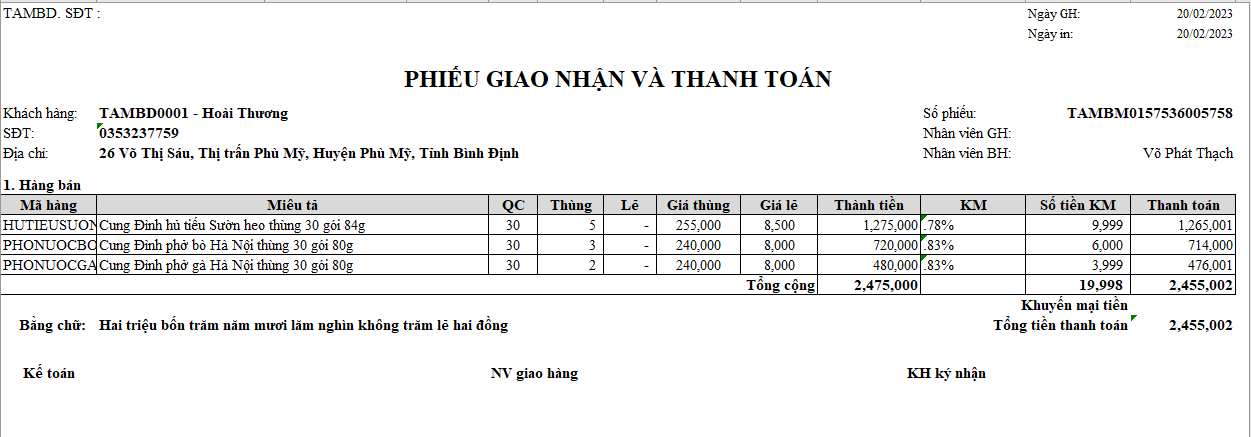 TAMBD. SĐT :
Ngày GH: 20/02/2023
Ngày in: 20/02/2023
PHIẾU GIAO NHẬN VÀ THANH TOÁN
Khách hàng: TAMBD0001 - Hoài Thương Số phiếu: TAMBM0157536005758
SĐT: 0353237759 Nhân viên GH:
Địa chỉ: 26 Võ Thị Sáu, Thị trấn Phù Mỹ, Huyện Phù Mỹ, Tỉnh Bình Định Nhân viên BH: Võ Phát Thạch
1. Hàng bán
Mã hàng Miêu tả QC Thùng Lẻ Giá thùng Giá lẻ Thành tiền KM Số tiền KM Thanh toán
HUTIEUSUON Cung Đình hủ tiếu Sườn heo thùng 30 gói 84g 30 5 - 255,000 8,500 1,275,000 .78% 9,999 1,265,001
PHONUOCBO Cung Đình phở bò Hà Nội thùng 30 gói 80g 30 3 - 240,000 8,000 720,000 .83% 6,000 714,000
PHONUOCGA Cung Đình phở gà Hà Nội thùng 30 gói 80g 30 2 - 240,000 8,000 480,000 .83% 3,999 476,001
Tổng cộng 2,475,000 19,998 2,455,002
Khuyến mại tiền
Bằng chữ: Hai triệu bốn trăm năm mươi lăm nghìn không trăm lẻ hai đồng Tổng tiền thanh toán 2,455,002
Kế toán NV giao hàng KH ký nhận